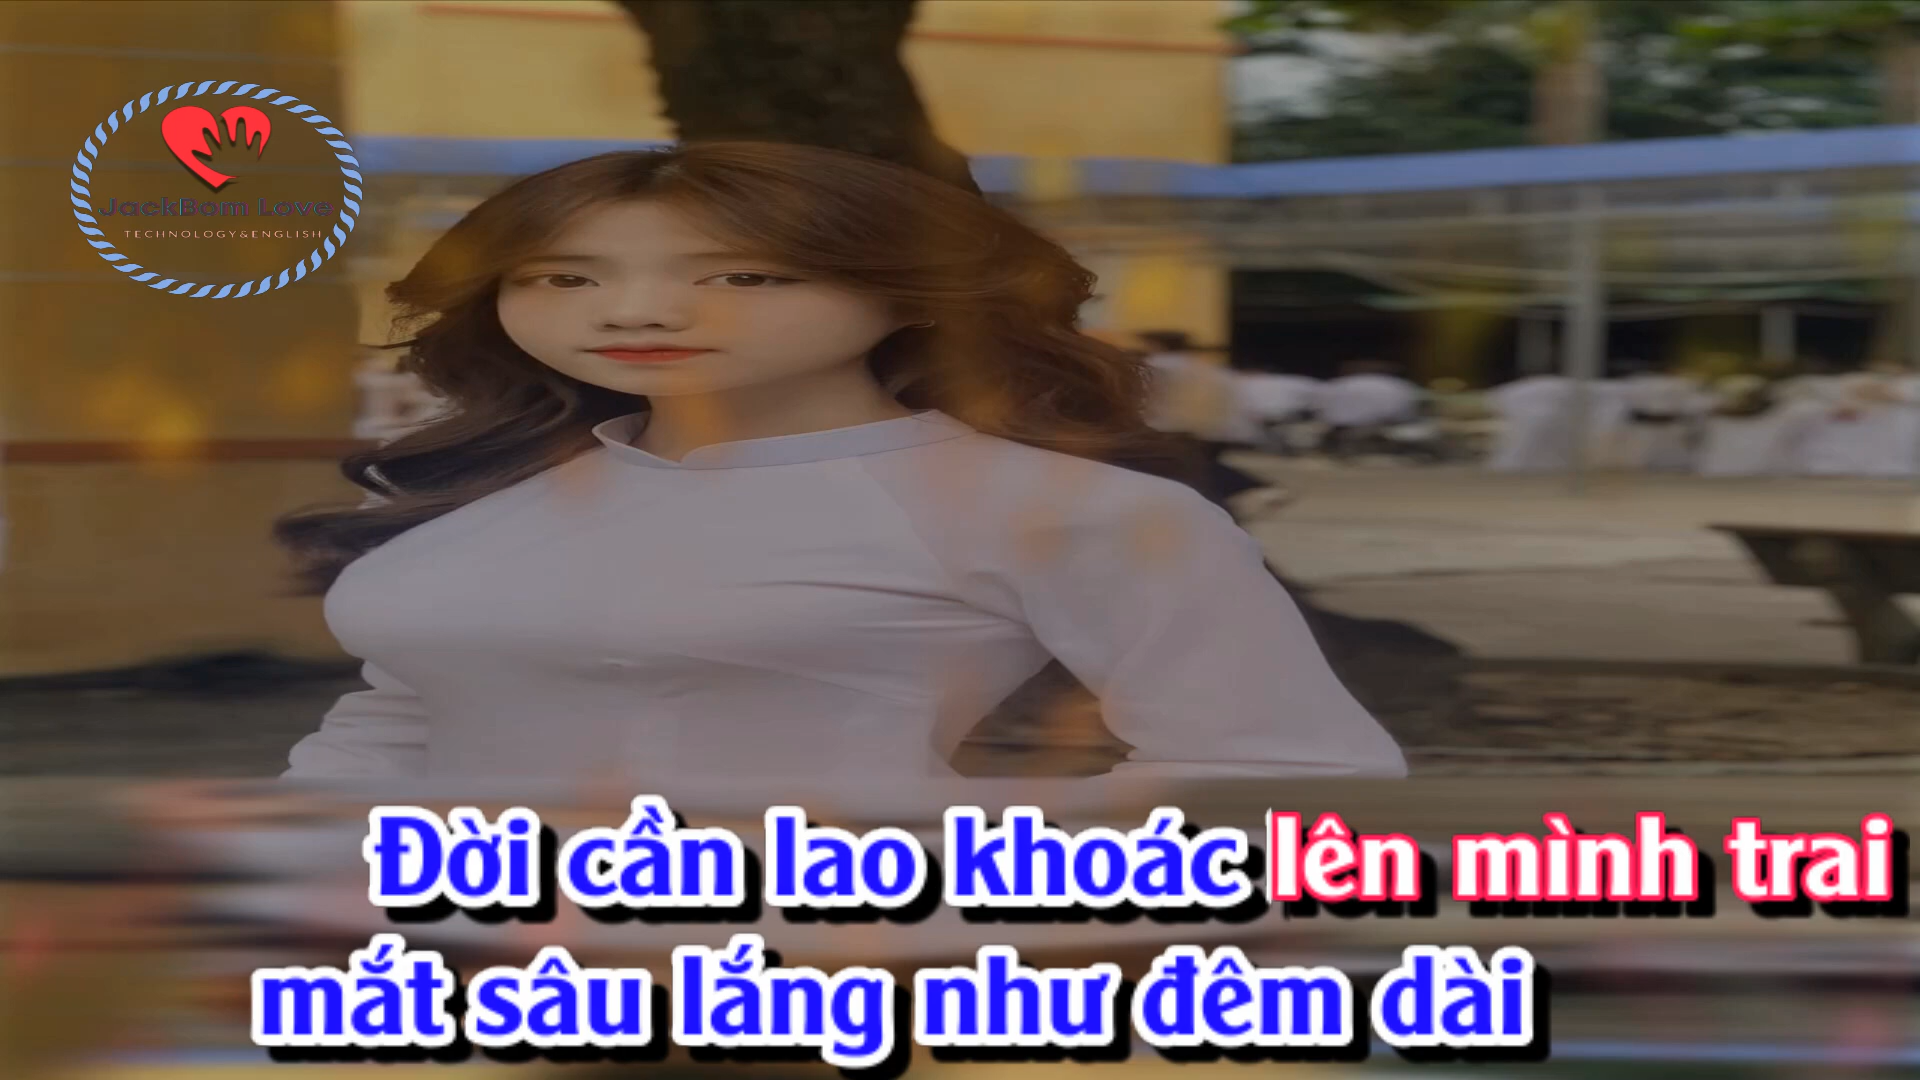 JackBom Love
TECHNOLOGY&ENGLISH
Đời cần lao khoác lên mình trai
mắt sâu lắng như đêm dài